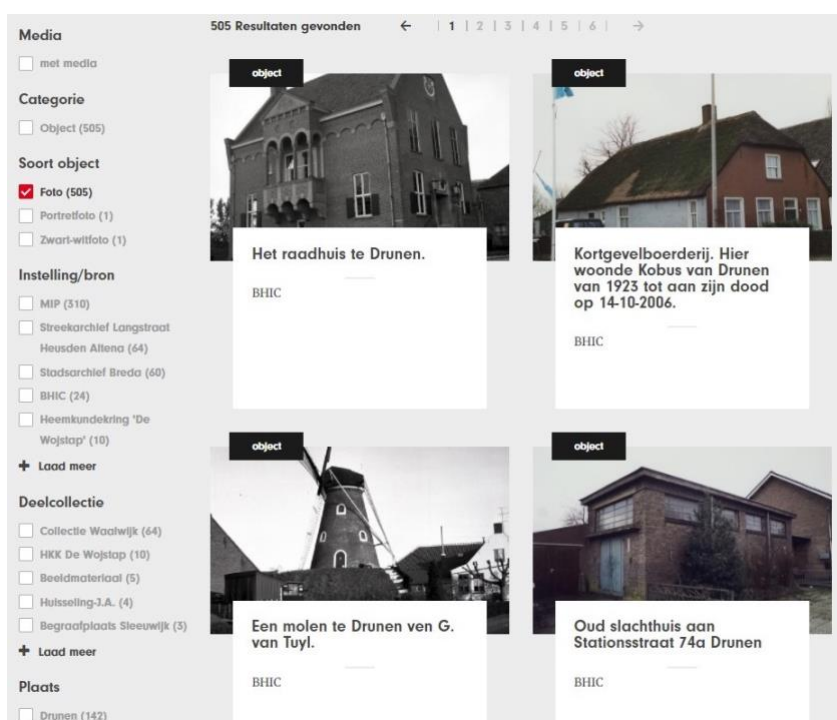 Media
met media
Categorie
Object (505)
Soort object
Foto (505)
Portretfoto (1)
Zwart-witfoto (1)
Instelling/bron
MIP (310)
Streekarchief Langstraat
Heusden Altena (64)
Stadsarchief Breda (60)
BHIC (24)
Heemkundekring 'De
Wojstap' (10)
+ Laad meer
Deelcollectie
Collectie Waalwijk (64)
HKK De Wojstap (10)
Beeldmateriaal (5)
Huisseling-J.A. (4)
Begraafplaats Sleeuwijk (3)
+ Laad meer
Plaats
Drunen (142)
505 Resultaten gevonden ← | 1 | 2 | 3 | 4 | 5 | 6 | →
object
Het raadhuis te Drunen.
BHIC
object
Kortgevelboerderij. Hier
woonde Kobus van Drunen
van 1923 tot aan zijn dood
op 14-10-2006.
BHIC
object
Een molen te Drunen ven G.
van Tuyl.
BHIC
object
Oud slachthuis aan
Stationsstraat 74a Drunen
BHIC